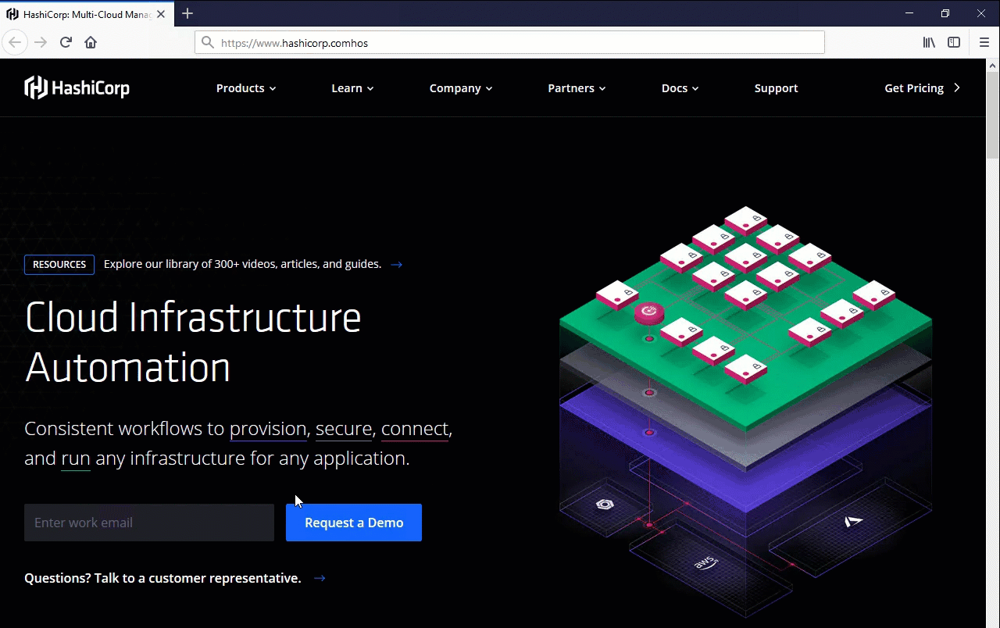 HashiCorp: Multi-Cloud Manag
https://www.hashicorp.comhos
HashiCorp
Products
Learn
Company
Partners
Docs
Support
Get Pricing
RESOURCES
Explore our library of 300+ videos, articles, and guides.
Cloud Infrastructure
Automation
Consistent workflows to provision, secure, connect,
and run any infrastructure for any application.
Enter work email
Request a Demo
Questions? Talk to a customer representative.
aws